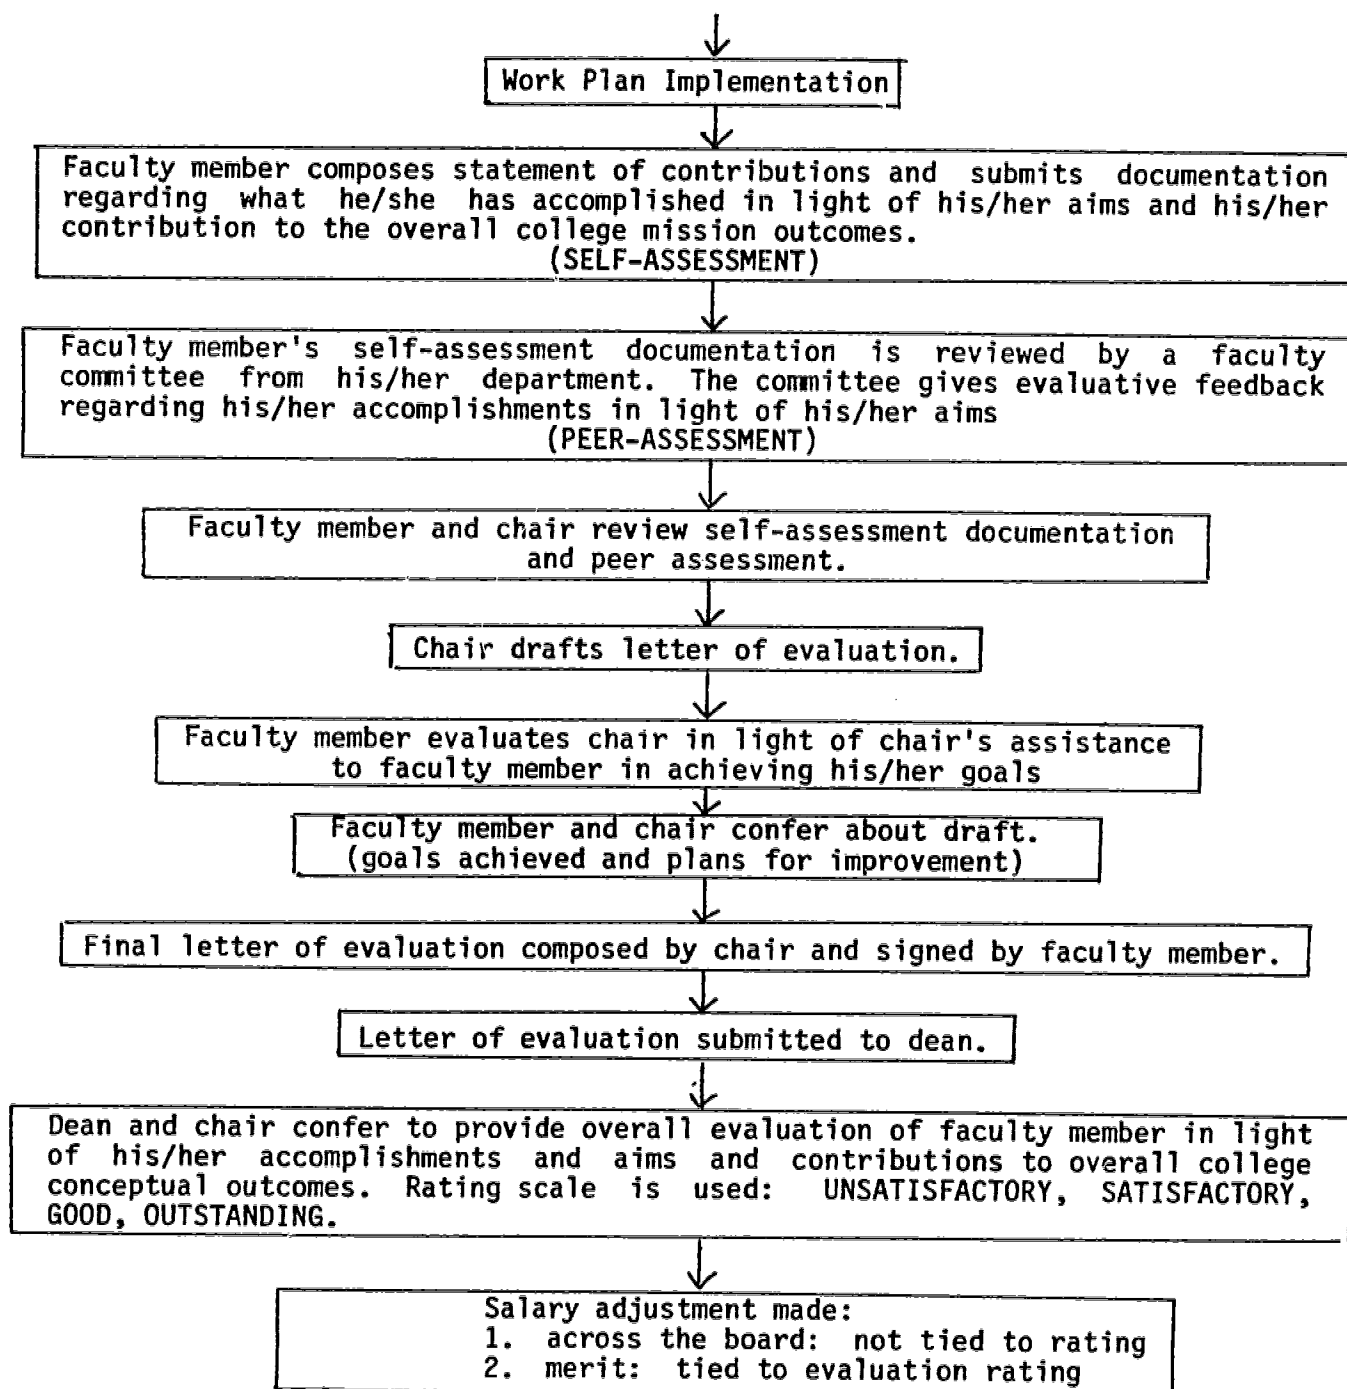 Work Plan Implementation
Faculty member composes statement of contributions and submits documentation
regarding what he/she has accomplished in light of his/her aims and his/her
contribution to the overall college mission outcomes.
(SELF-ASSESSMENT)
Faculty member's self-assessment documentation is reviewed by a faculty
committee from his/her department. The committee gives evaluative feedback
regarding his/her accomplishments in light of his/her aims
(PEER-ASSESSMENT)
Faculty member and chair review self-assessment documentation
and peer assessment.
Chair drafts letter of evaluation.
Faculty member evaluates chair in light of chair's assistance
to faculty member in achieving his/her goals
Faculty member and chair confer about draft.
(goals achieved and plans for improvement)
Final letter of evaluation composed by chair and signed by faculty member.
Letter of evaluation submitted to dean.
Dean and chair confer to provide overall evaluation of faculty member in light
of his/her accomplishments and aims and contributions to overall college
conceptual outcomes. Rating scale is used: UNSATISFACTORY, SATISFACTORY,
GOOD, OUTSTANDING.
Salary adjustment made:
1. across the board: not tied to rating
2. merit: tied to evaluation rating